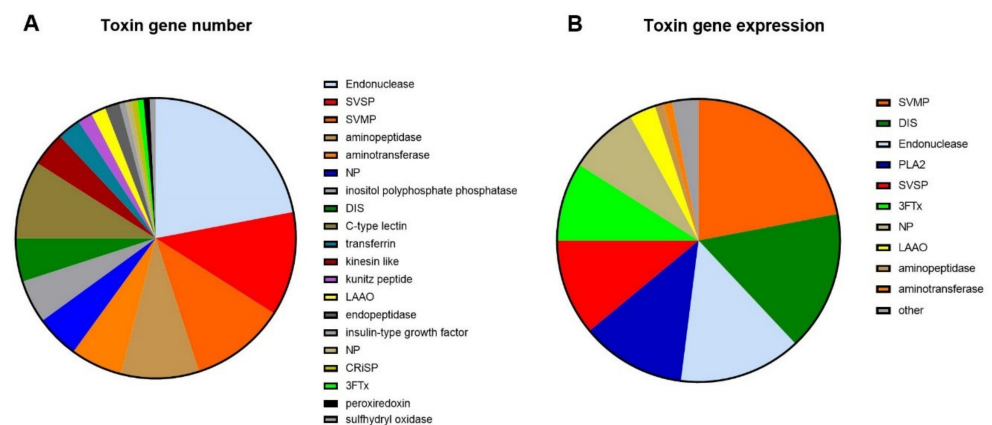 A Toxin gene number
Endonuclease
SVSP
SVMP
aminopeptidase
aminotransferase
NP
inositol polyphosphate phosphatase
DIS
C-type lectin
transferrin
kinesin like
kunitz peptide
LAAO
endopeptidase
insulin-type growth factor
NP
CRiSP
3FTx
peroxiredoxin
sulfhydryl oxidase
B Toxin gene expression
SVMP
DIS
Endonuclease
PLA2
SVSP
3FTx
NP
LAAO
aminopeptidase
aminotransferase
other